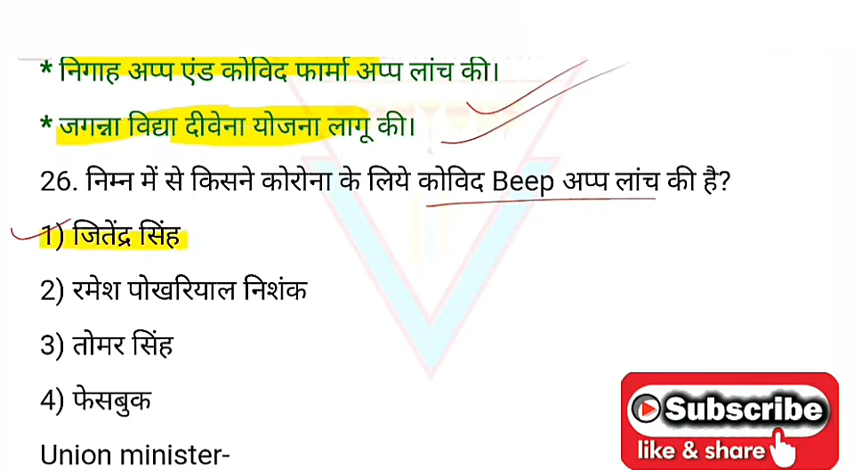 * निगाह अप्प एंड कोविद फार्मा अप्प लांच की।
* जगन्ना विद्या दीवेना योजना लागू की।
26. निम्न में से किसने कोरोना के लिये कोविद Beep अप्प लांच की है?
1) जितेंद्र सिंह
2) रमेश पोखरियाल निशंक
3) तोमर सिंह
4) फेसबुक
Subscribe
like & share
Union minister-